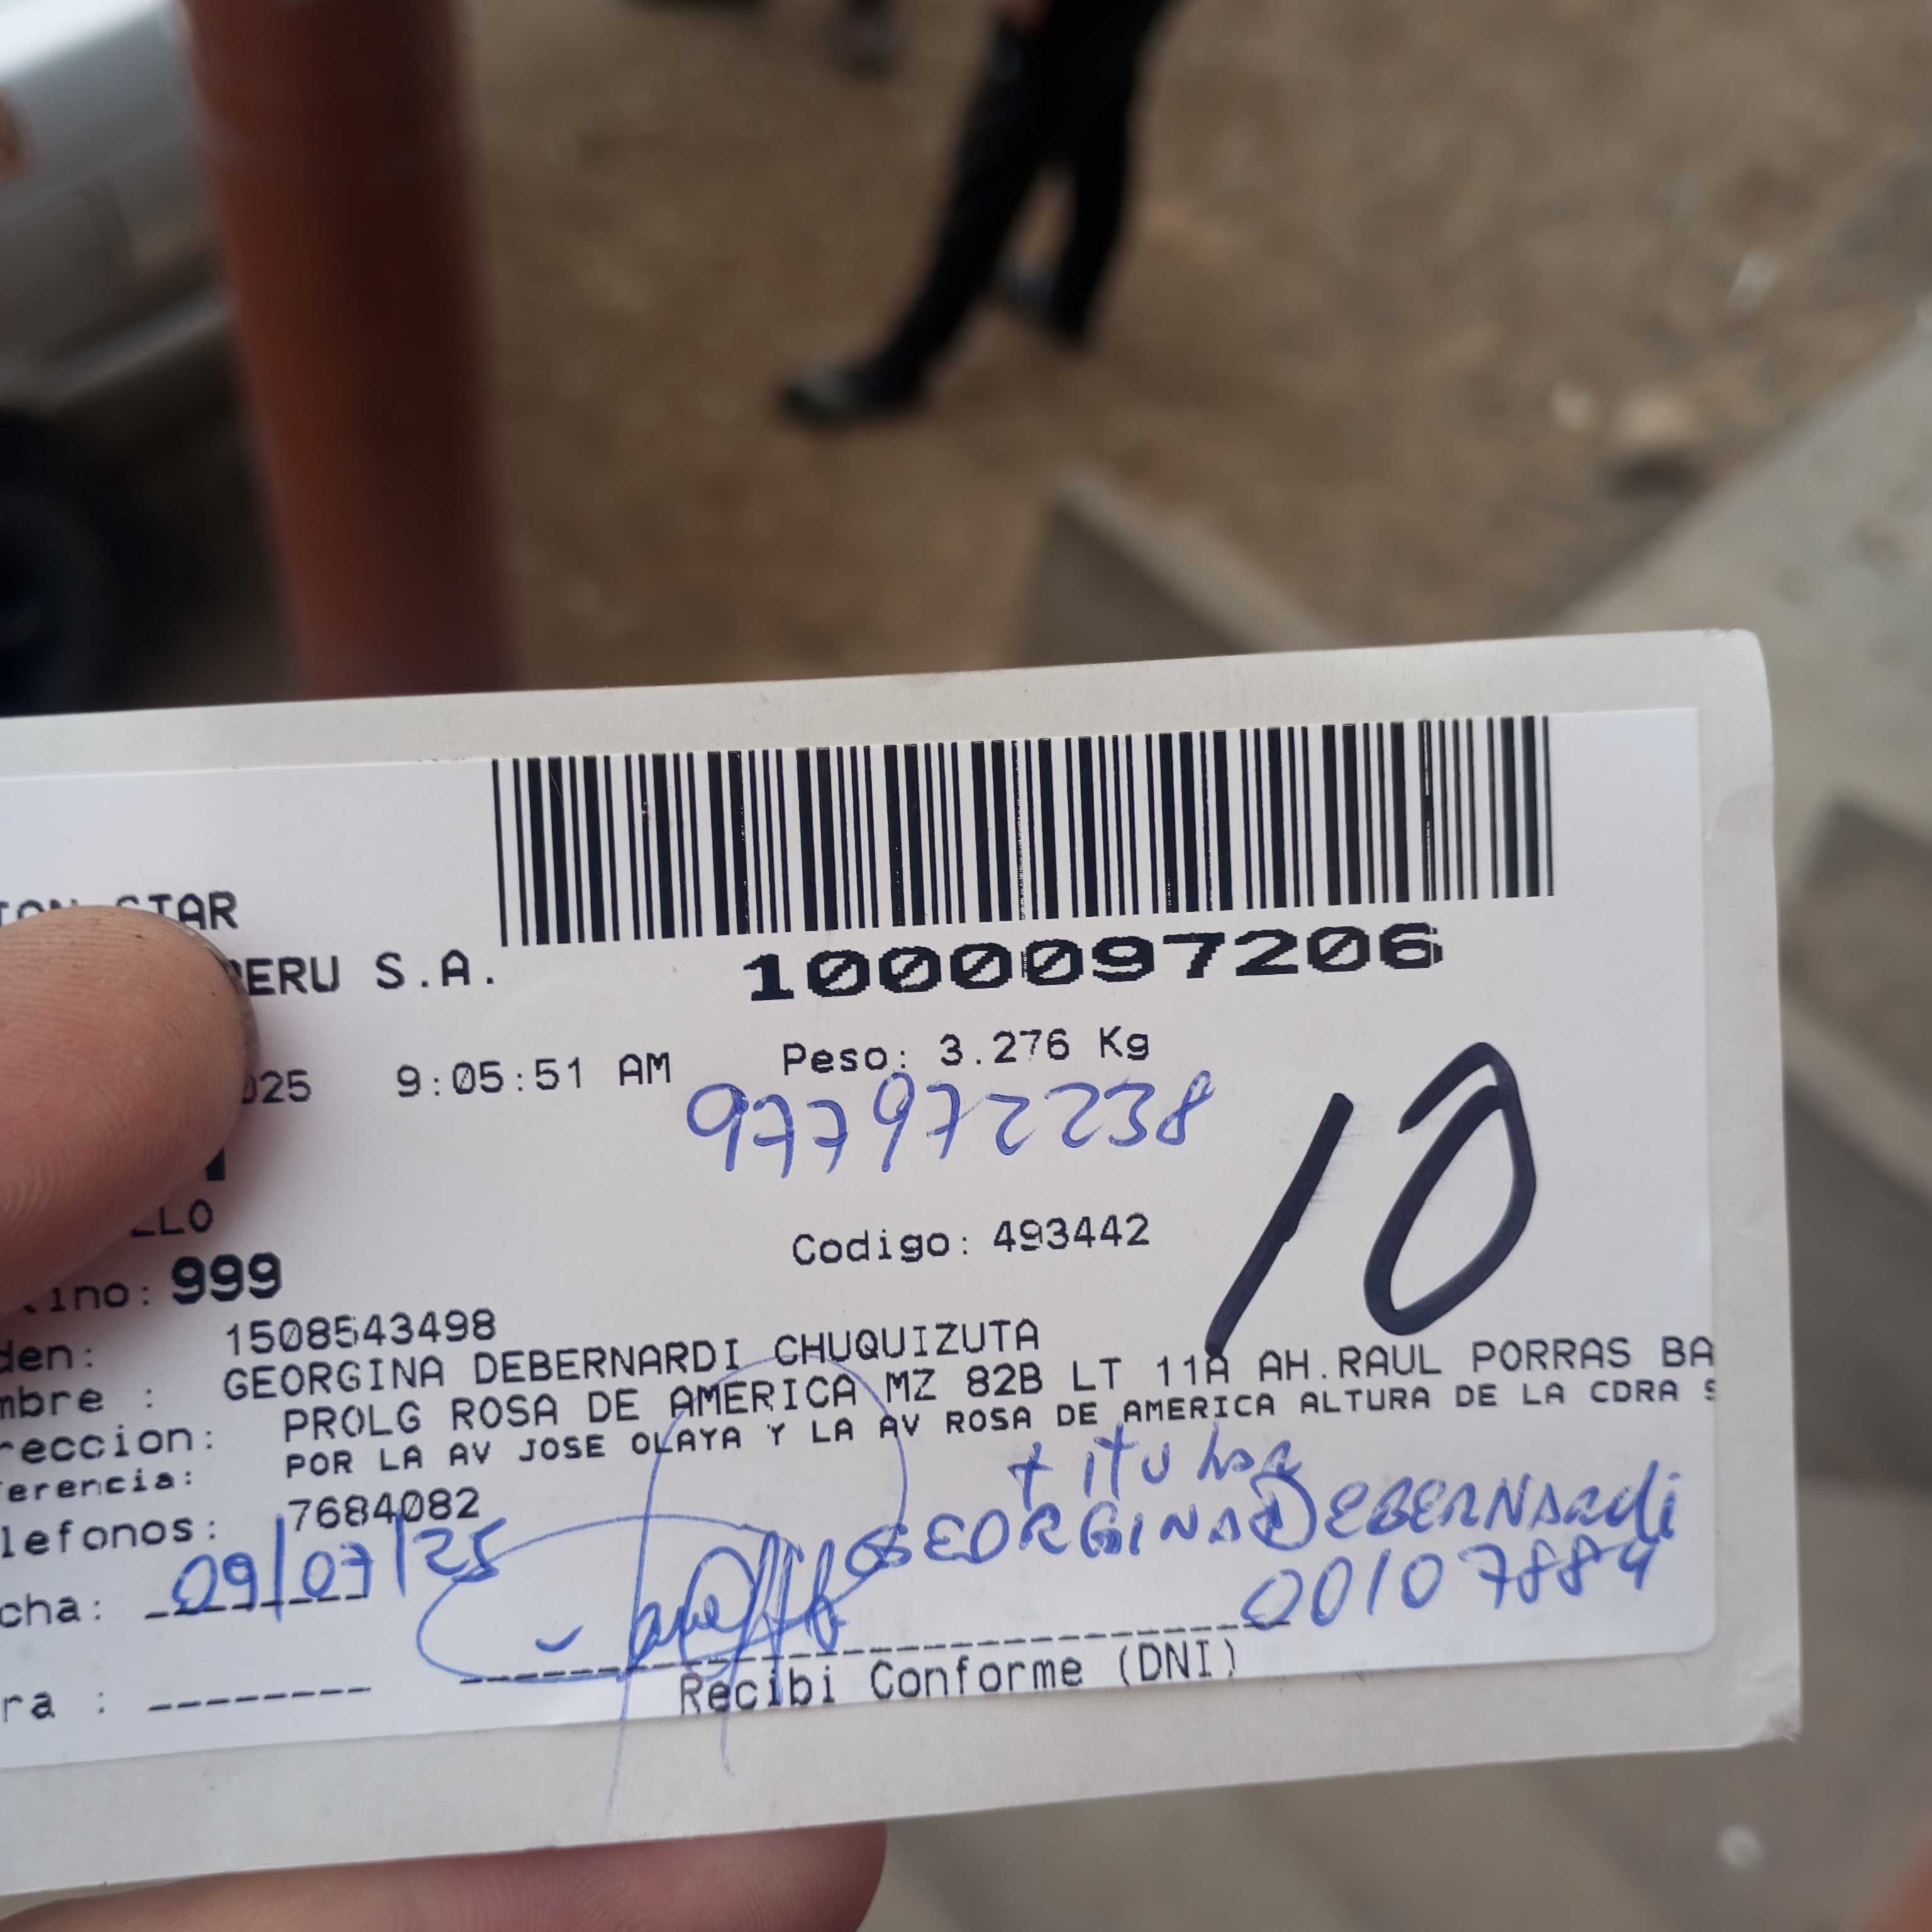 STAR
ERU S.A.
1000097206
025 9:05:51 AM Peso: 3.276 Kg
977972238
10
LLO
Codigo: 493442
ino: 999
den: 1508543498
mbre : GEORGINA DEBERNARDI CHUQUIZUTA
reccion: PROLG ROSA DE AMERICA MZ 82B LT 11A AH.RAUL PORRAS BA
ferencia: POR LA AV JOSE OLAYA Y LA AV ROSA DE AMERICA ALTURA DE LA CDRA
lefonos: 7684082
titular
cha: 09/07/25 GEORGINA DEBERNARDI
00107884
ra : Recibi Conforme (DNI)